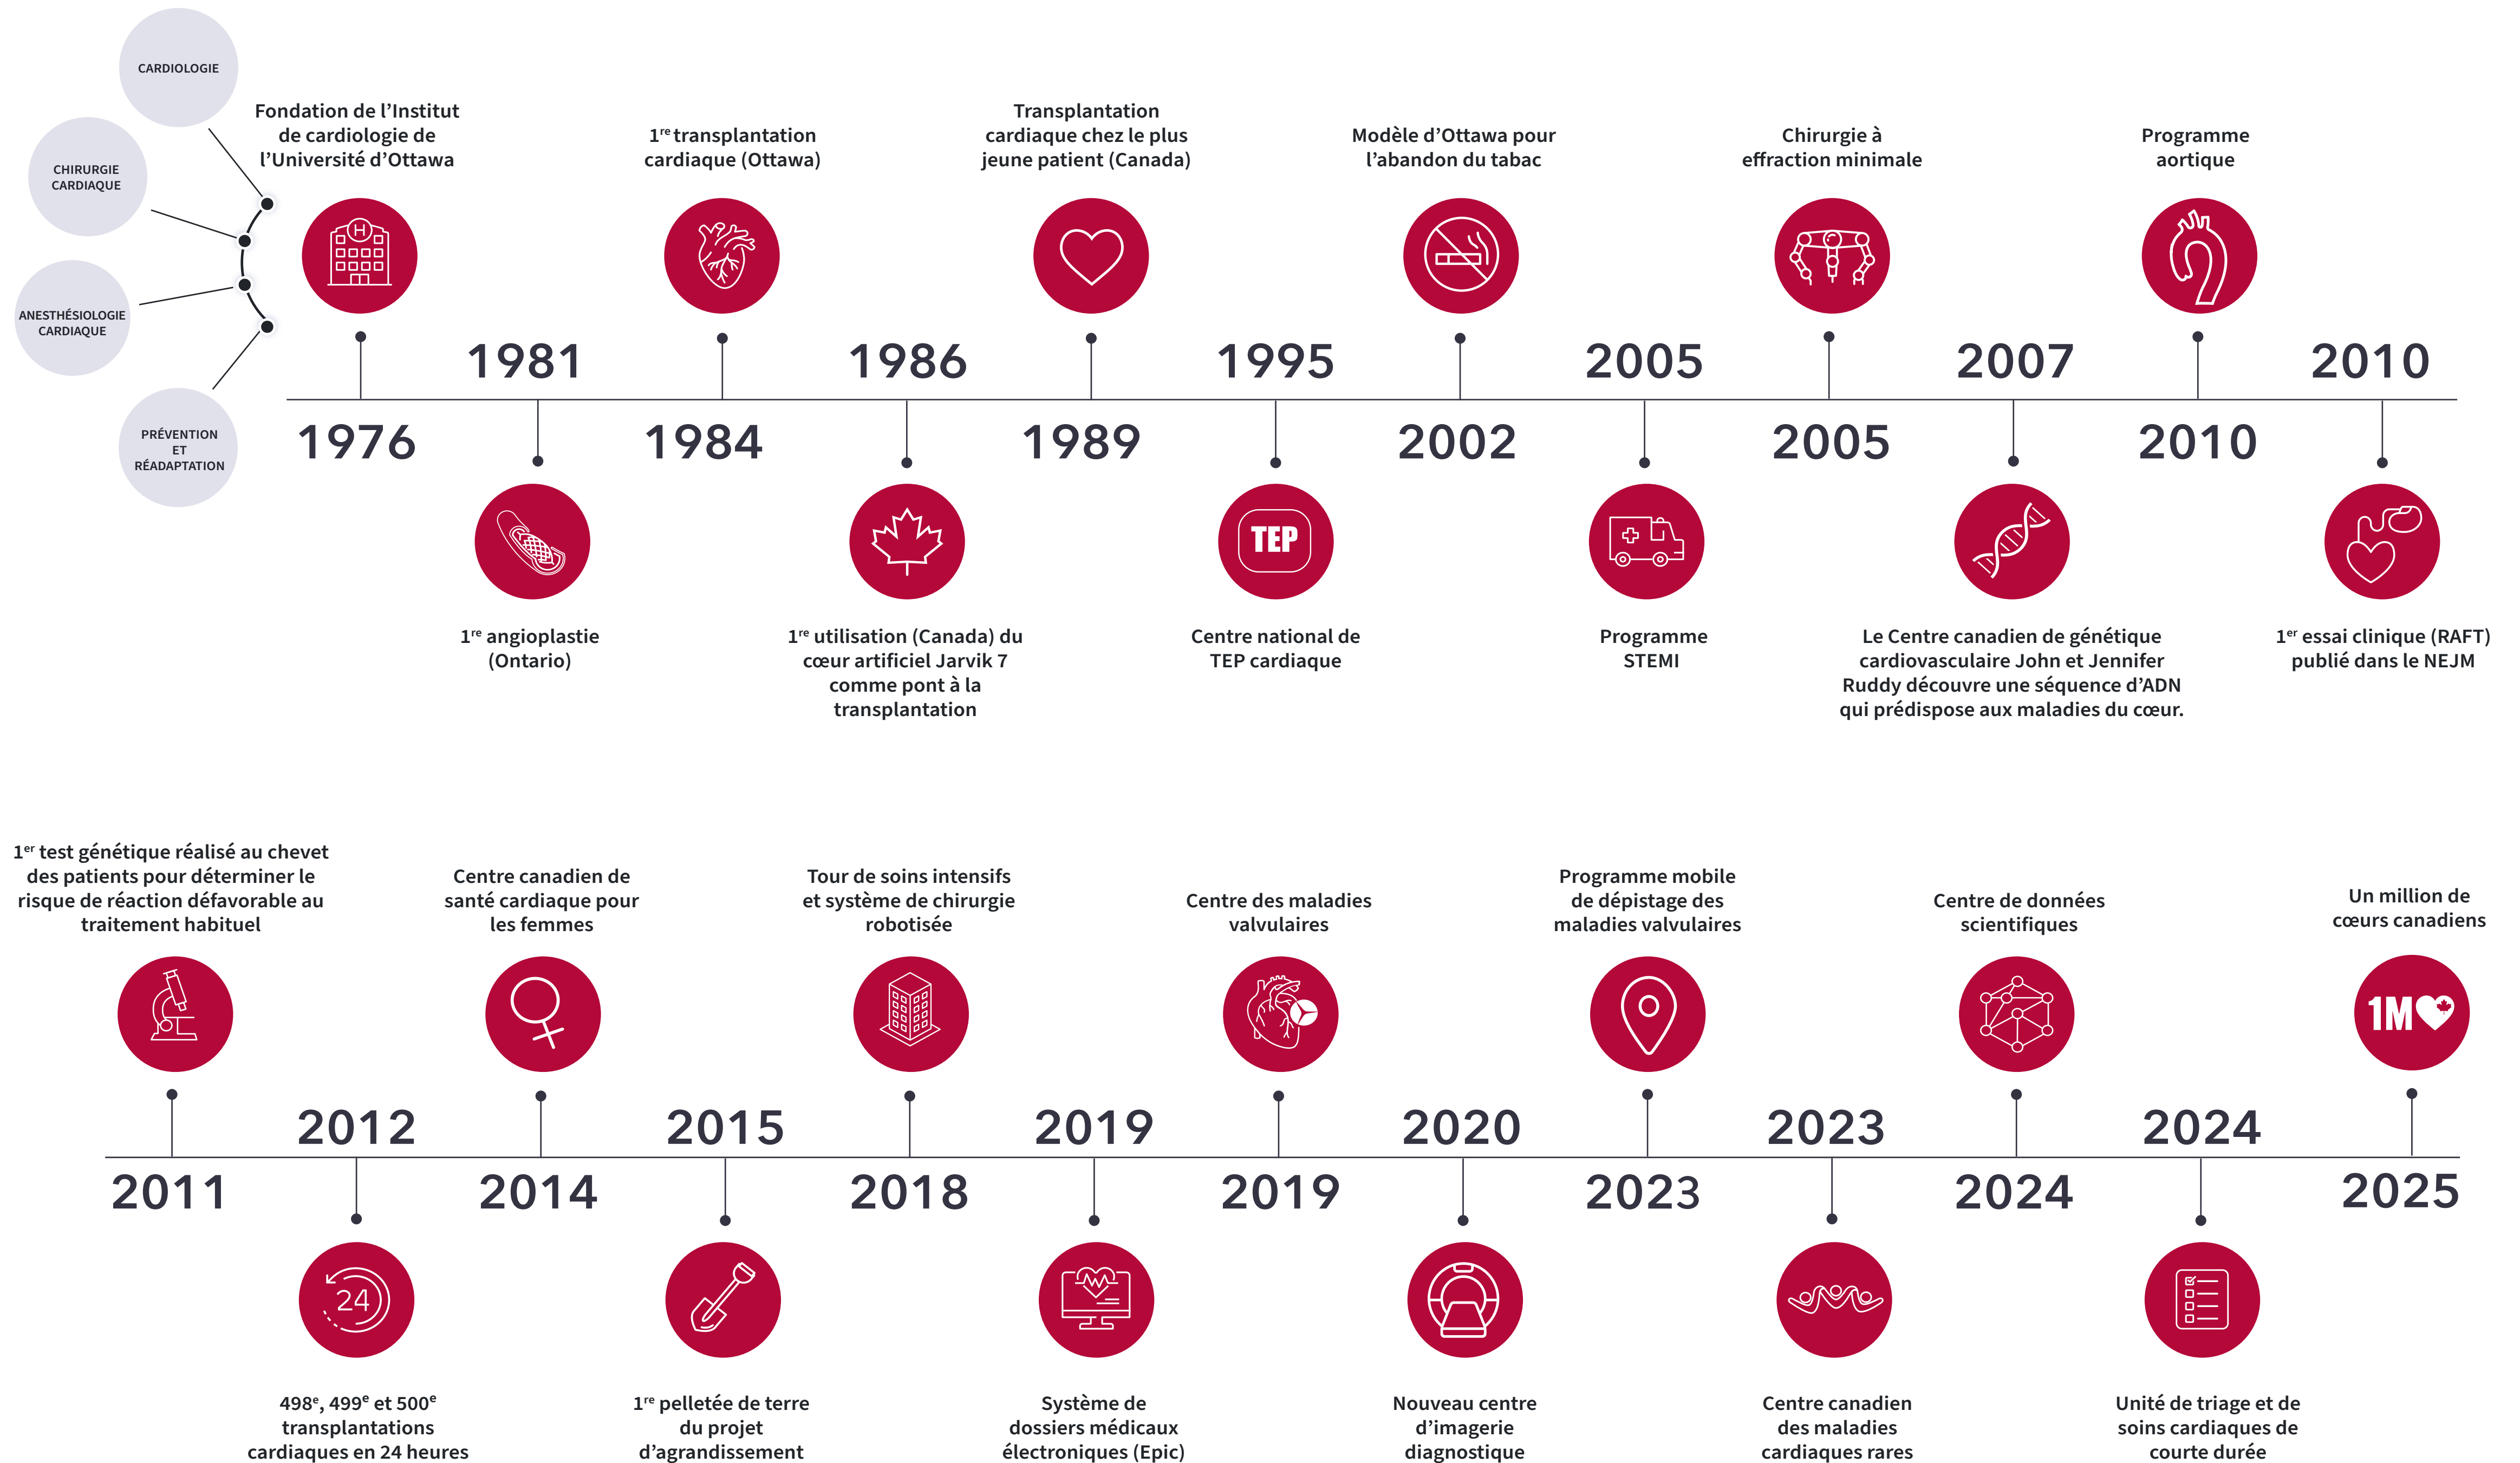 CARDIOLOGIE
CHIRURGIE
CARDIAQUE
ANESTHÉSIOLOGIE
CARDIAQUE
PRÉVENTION
ET
RÉADAPTATION
Fondation de l’Institut
de cardiologie de
l’Université d’Ottawa
H
1976
1981
1re angioplastie
(Ontario)
1re transplantation
cardiaque (Ottawa)
1984
1986
1re utilisation (Canada) du
cœur artificiel Jarvik 7
comme pont à la
transplantation
Transplantation
cardiaque chez le plus
jeune patient (Canada)
1989
1995
TEP
Centre national de
TEP cardiaque
Modèle d’Ottawa pour
l’abandon du tabac
2002
2005
Programme
STEMI
Chirurgie à
effraction minimale
2005
2007
Le Centre canadien de génétique
cardiovasculaire John et Jennifer
Ruddy découvre une séquence d’ADN
qui prédispose aux maladies du cœur.
Programme
aortique
2010
2010
1er essai clinique (RAFT)
publié dans le NEJM
1er test génétique réalisé au chevet
des patients pour déterminer le
risque de réaction défavorable au
traitement habituel
2011
2012
24
498e, 499e et 500e
transplantations
cardiaques en 24 heures
Centre canadien de
santé cardiaque pour
les femmes
2014
2015
1re pelletée de terre
du projet
d’agrandissement
Tour de soins intensifs
et système de chirurgie
robotisée
2018
2019
Système de
dossiers médicaux
électroniques (Epic)
Centre des maladies
valvulaires
2019
2020
Nouveau centre
d’imagerie
diagnostique
Programme mobile
de dépistage des
maladies valvulaires
2023
2023
Centre canadien
des maladies
cardiaques rares
Centre de données
scientifiques
2024
2024
Unité de triage et de
soins cardiaques de
courte durée
Un million de
cœurs canadiens
1M
2025